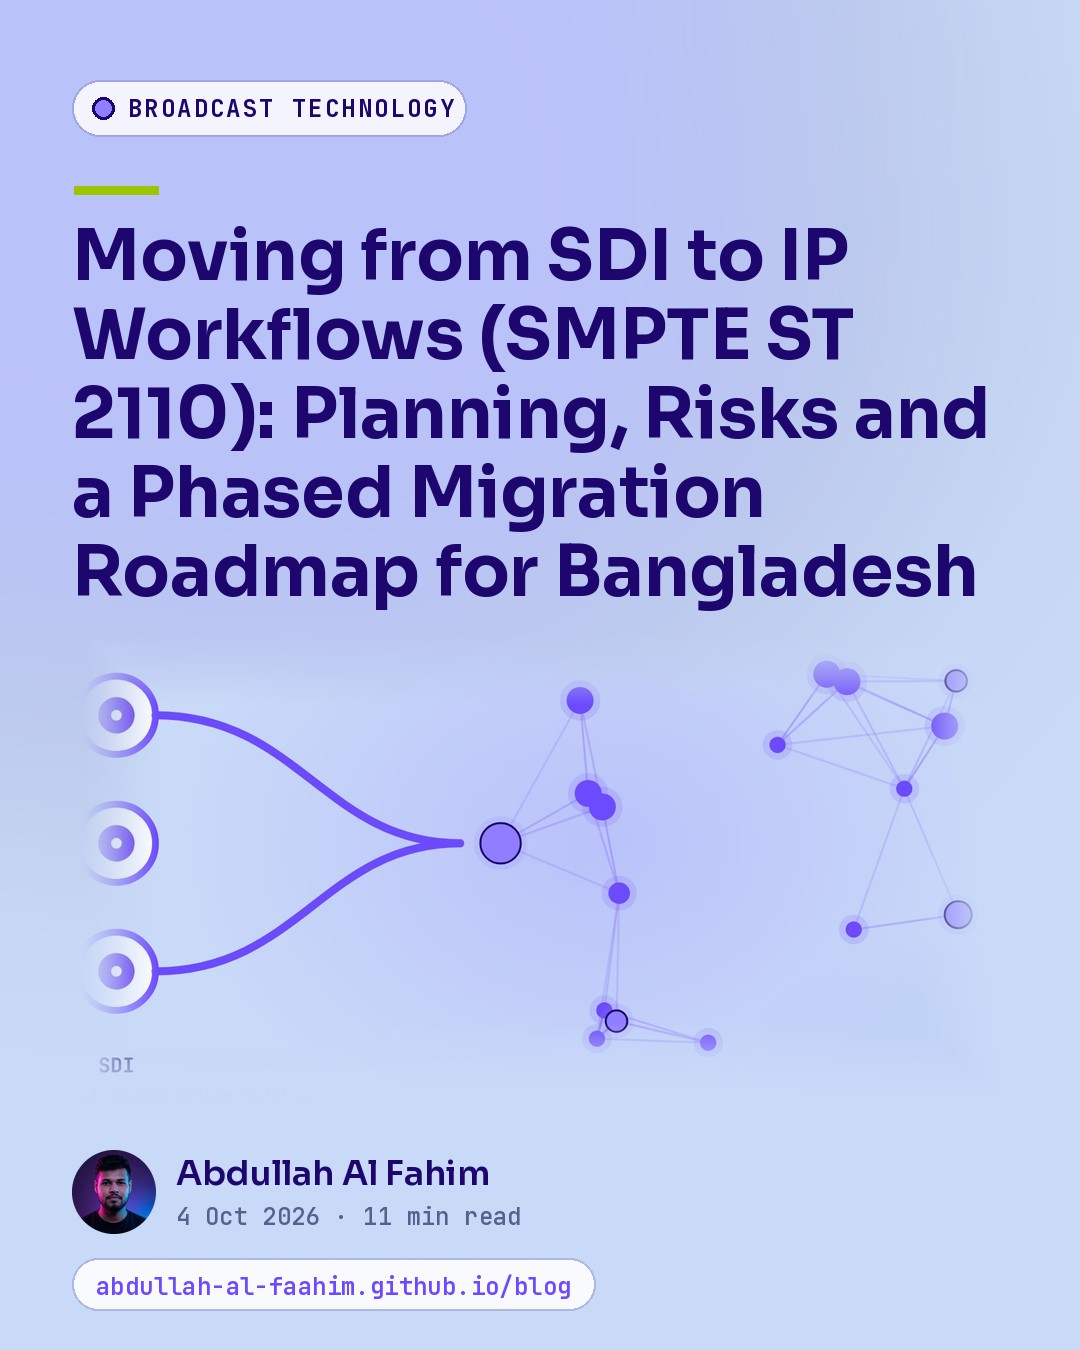 BROADCAST TECHNOLOGY
Moving from SDI to IP
Workflows (SMPTE ST
2110): Planning, Risks and
a Phased Migration
Roadmap for Bangladesh
SDI
Abdullah Al Fahim
4 Oct 2026 · 11 min read
abdullah-al-faahim.github.io/blog